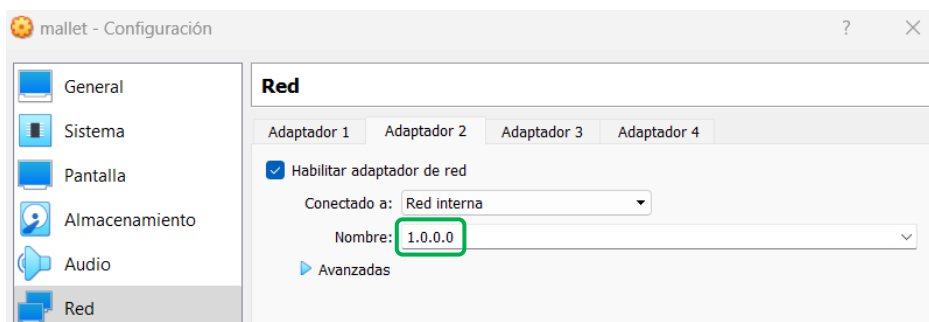 mallet - Configuración ? ×
General
Sistema
Pantalla
Almacenamiento
Audio
Red
Red
Adaptador 1 Adaptador 2 Adaptador 3 Adaptador 4
Habilitar adaptador de red
Conectado a: Red interna
Nombre: 1.0.0.0
Avanzadas